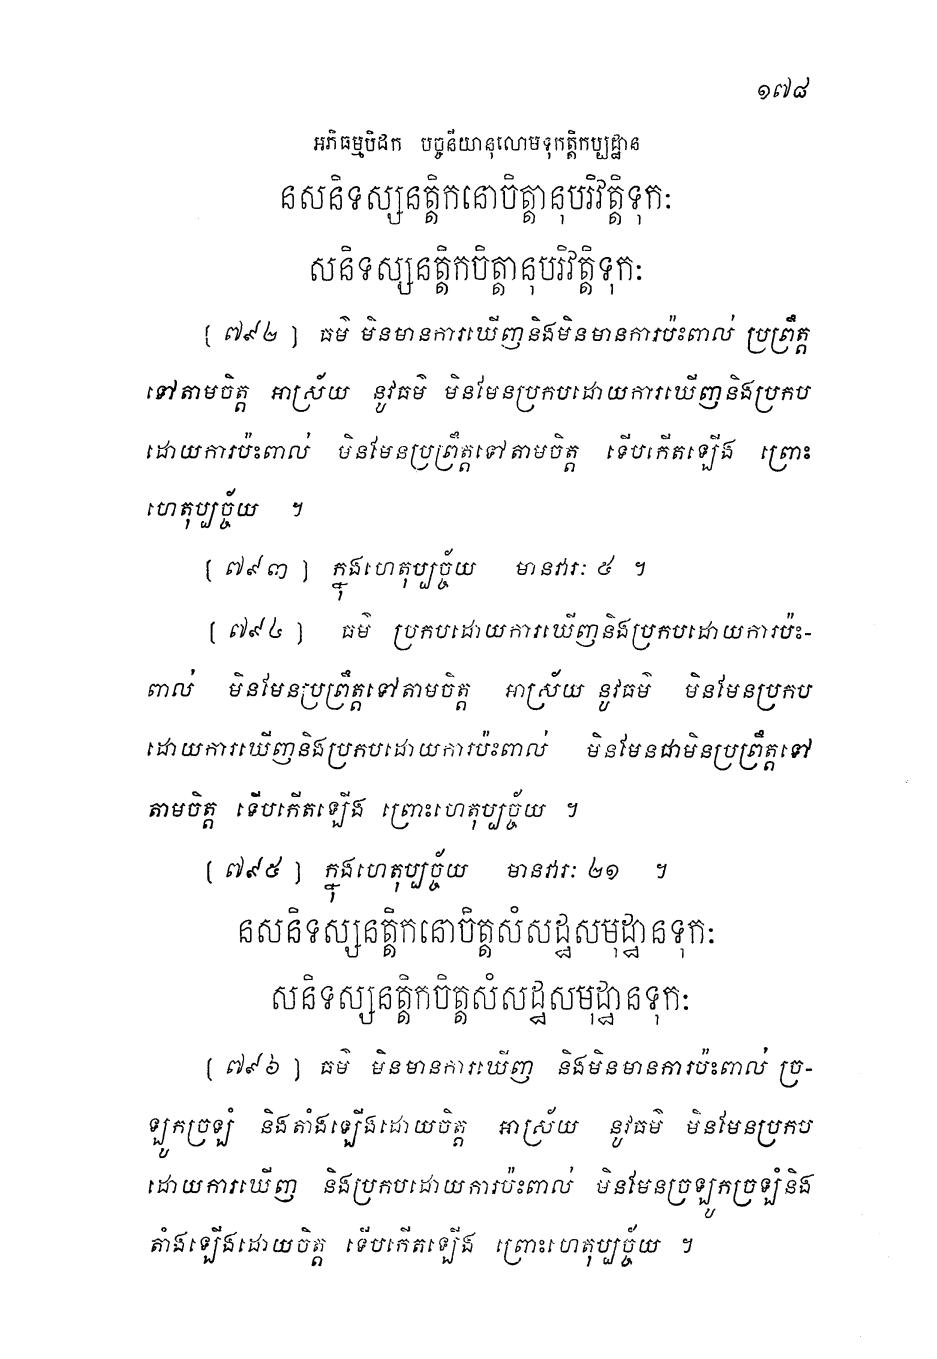 ១៧៨
អភិធម្មបិដក បច្ចនីយានុលោមទុកត្តិកប្បដ្ឋាន
នសនិទស្សនត្តិកនោចិត្តានុបរិវត្តិទុកៈ
សនិទស្សនត្តិកចិត្តានុបរិវត្តិទុកៈ
[ ៧៩២ ] ធម៌ មិនមានការឃើញនិងមិនមានការប៉ះពាល់ ប្រព្រឹត្ត
ទៅតាមចិត្ត អាស្រ័យ នូវធម៌ មិនមែនប្រកបដោយការឃើញនិងប្រកប
ដោយការប៉ះពាល់ មិនមែនប្រព្រឹត្តទៅតាមចិត្ត ទើបកើតឡើង ព្រោះ
ហេតុប្បច្ច័យ ។
[ ៧៩៣ ] ក្នុងហេតុប្បច្ច័យ មានវារៈ ៥ ។
[ ៧៩៤ ] ធម៌ ប្រកបដោយការឃើញនិងប្រកបដោយការប៉ះ-
ពាល់ មិនមែនប្រព្រឹត្តទៅតាមចិត្ត អាស្រ័យ នូវធម៌ មិនមែនប្រកប
ដោយការឃើញនិងប្រកបដោយការប៉ះពាល់ មិនមែនជាមិនប្រព្រឹត្តទៅ
តាមចិត្ត ទើបកើតឡើង ព្រោះហេតុប្បច្ច័យ ។
[ ៧៩៥ ] ក្នុងហេតុប្បច្ច័យ មានវារៈ ២១ ។
នសនិទស្សនត្តិកនោចិត្តសំសដ្ឋសមុដ្ឋានទុកៈ
សនិទស្សនត្តិកចិត្តសំសដ្ឋសមុដ្ឋានទុកៈ
[ ៧៩៦ ] ធម៌ មិនមានការឃើញ និងមិនមានការប៉ះពាល់ ច្រ-
ឡូកច្រឡំ និងតាំងឡើងដោយចិត្ត អាស្រ័យ នូវធម៌ មិនមែនប្រកប
ដោយការឃើញ និងប្រកបដោយការប៉ះពាល់ មិនមែនច្រឡូកច្រឡំនិង
តាំងឡើងដោយចិត្ត ទើបកើតឡើង ព្រោះហេតុប្បច្ច័យ ។